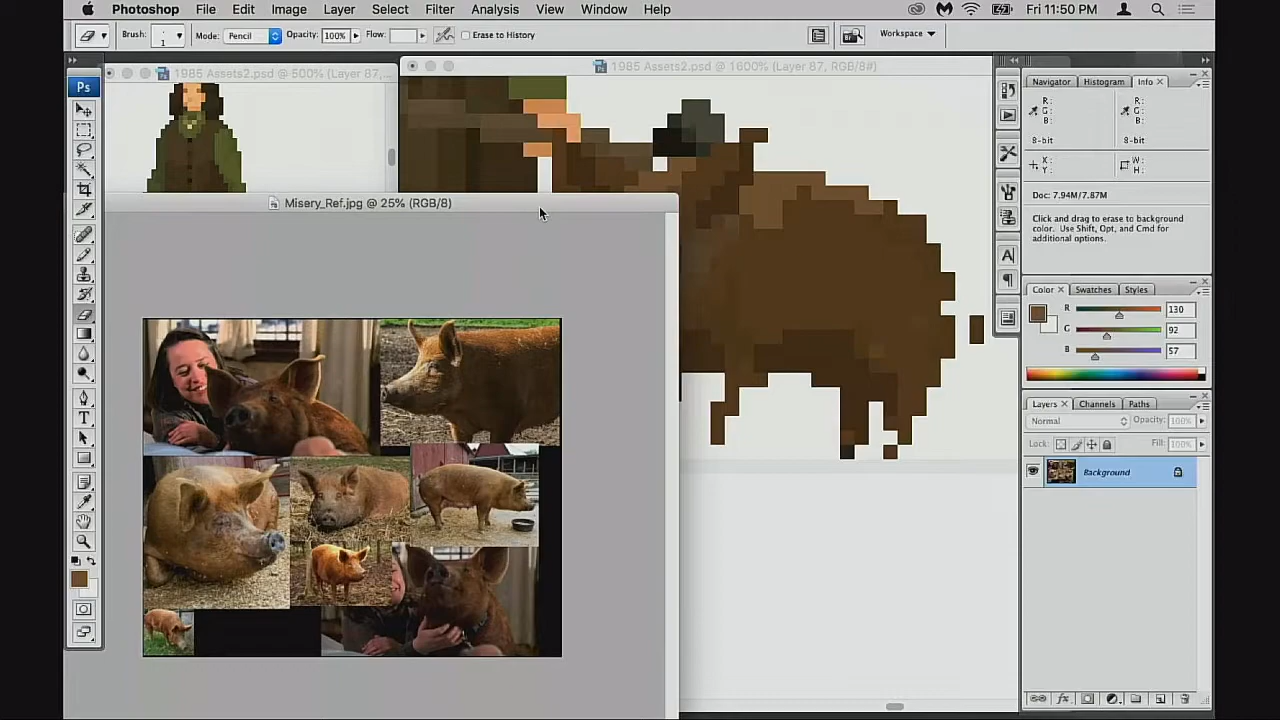 Photoshop File Edit Image Layer Select Filter Analysis View Window Help Fri 11:50 PM
Brush: 1 Mode: Pencil Opacity: 100% Flow: Erase to History Workspace
1985 Assets2.psd @ 500% (Layer 87,
1985 Assets2.psd @ 1600% (Layer 87, RGB/8#)
Ps
Navigator Histogram Info
R: R:
G: G:
B: B:
8-bit 8-bit
X: W:
Y: H:
Doc: 7.94M/7.87M
Click and drag to erase to background
color. Use Shift, Opt, and Cmd for
additional options.
Misery_Ref.jpg @ 25% (RGB/8)
Color Swatches Styles
R 130
G 92
B 57
Layers Channels Paths
Normal Opacity: 100%
Lock: Fill: 100%
Background